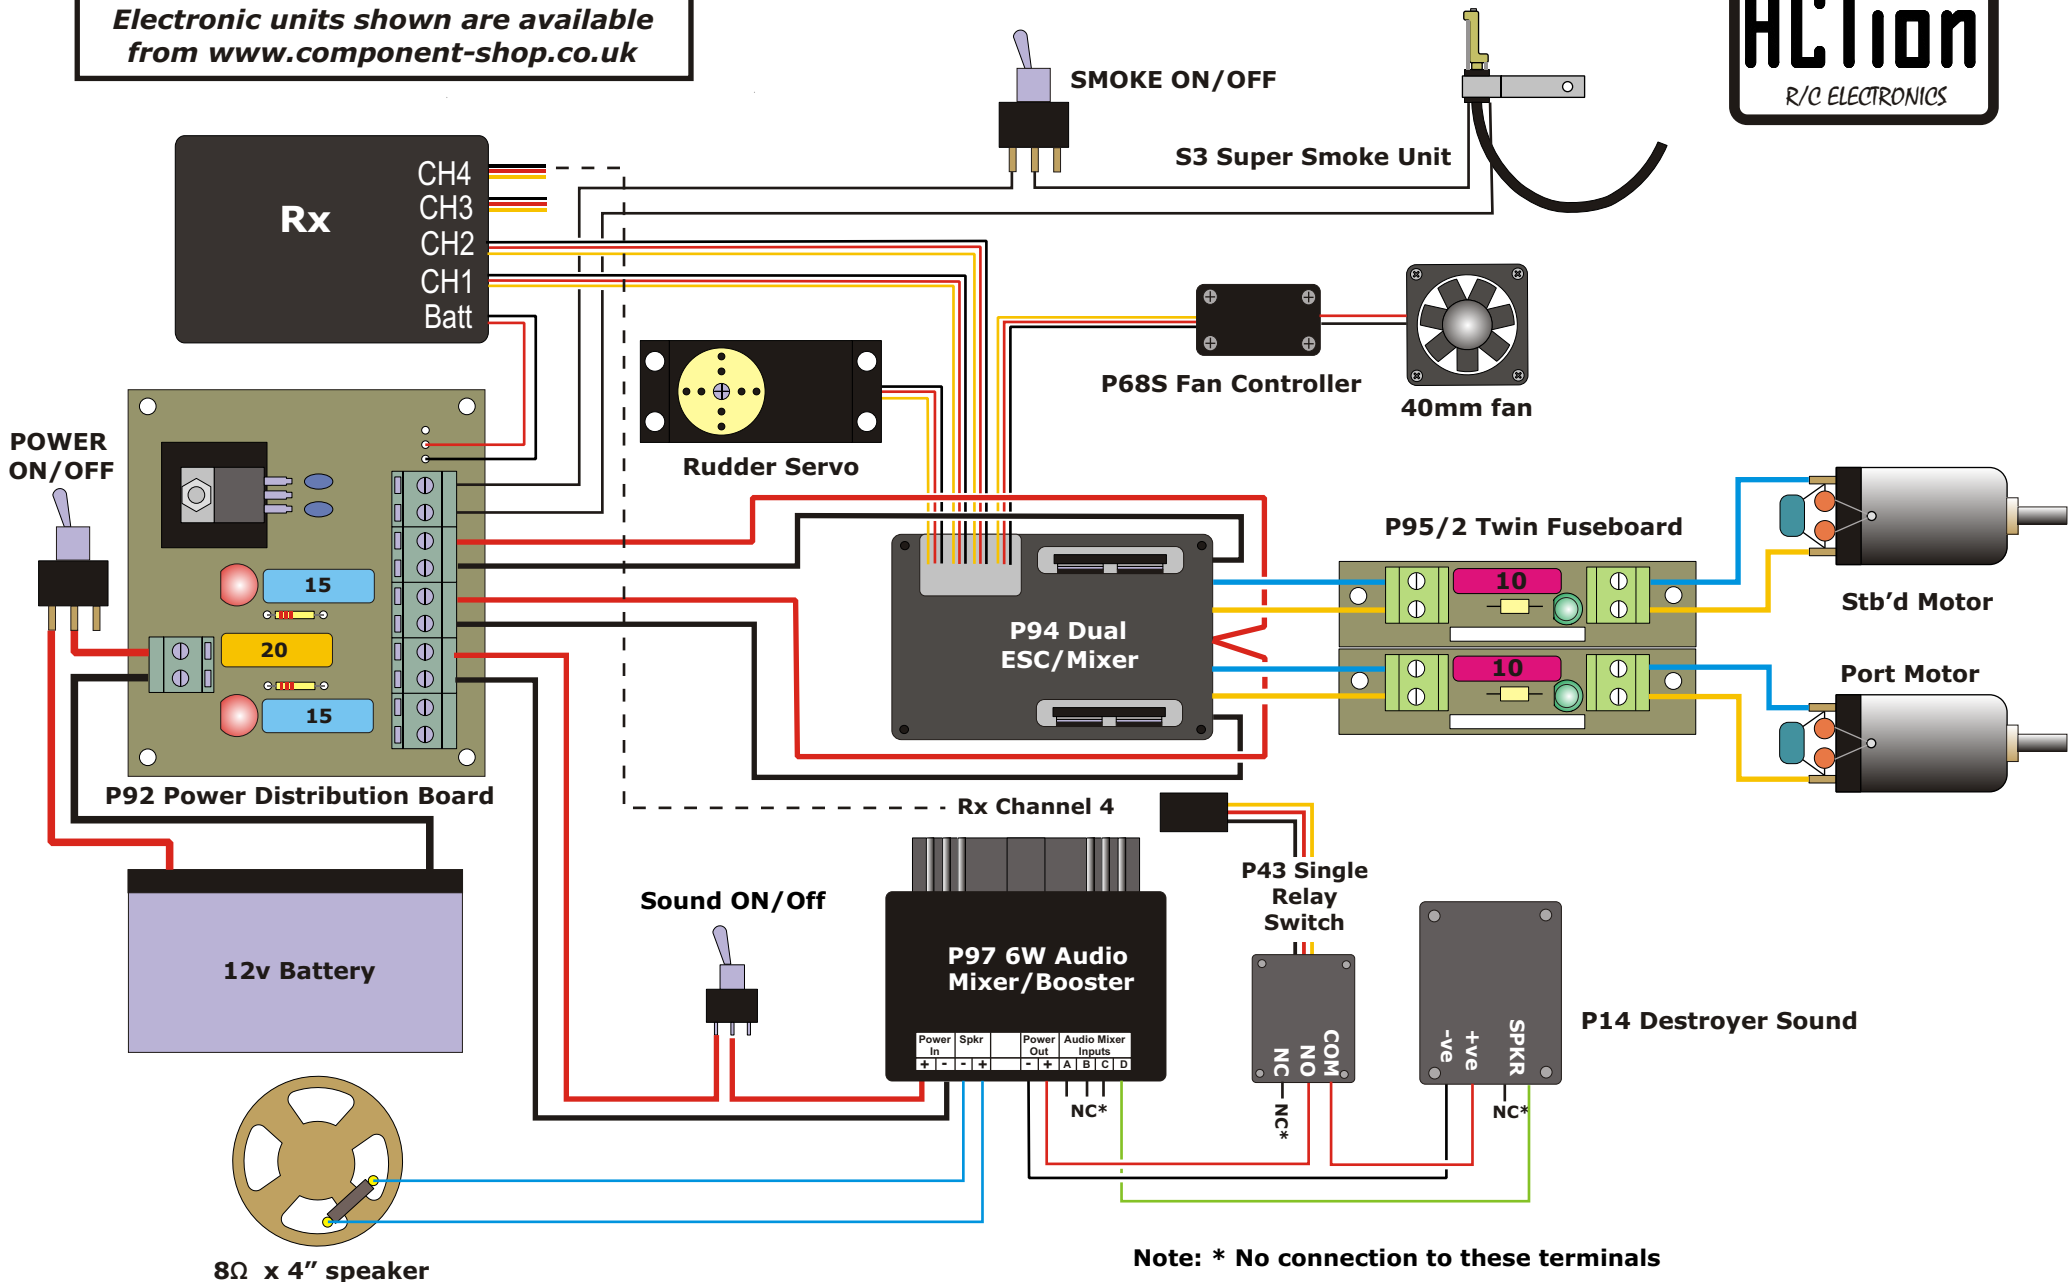 Electronic units shown are available
from www.component-shop.co.uk
ACTion
R/C ELECTRONICS
SMOKE ON/OFF
S3 Super Smoke Unit
Rx
CH4
CH3
CH2
CH1
Batt
P68S Fan Controller
40mm fan
Rudder Servo
POWER
ON/OFF
15
20
15
P92 Power Distribution Board
P94 Dual
ESC/Mixer
P95/2 Twin Fuseboard
10
10
Stb'd Motor
Port Motor
Rx Channel 4
P43 Single
Relay
Switch
Sound ON/Off
12v Battery
P97 6W Audio
Mixer/Booster
Power
In
Spkr
Power
Out
Audio Mixer
Inputs
+ - - + - + A B C D
NC*
NC NO COM
NC*
-ve +ve SPKR
NC*
P14 Destroyer Sound
8Ω x 4″ speaker
Note: * No connection to these terminals